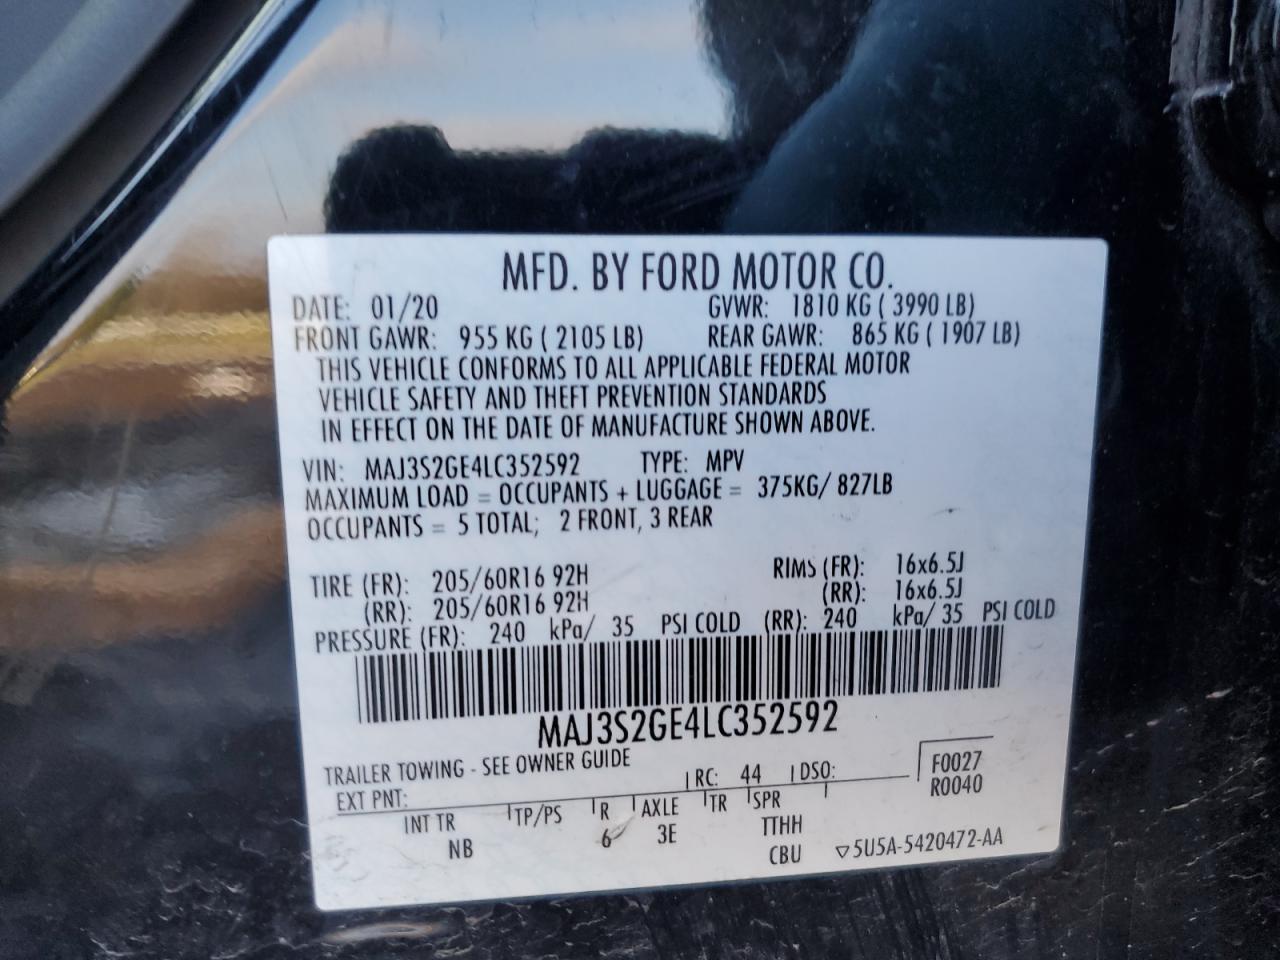 MFD. BY FORD MOTOR CO.
DATE: 01/20 GVWR: 1810 KG ( 3990 LB)
FRONT GAWR: 955 KG ( 2105 LB) REAR GAWR: 865 KG ( 1907 LB)
THIS VEHICLE CONFORMS TO ALL APPLICABLE FEDERAL MOTOR
VEHICLE SAFETY AND THEFT PREVENTION STANDARDS
IN EFFECT ON THE DATE OF MANUFACTURE SHOWN ABOVE.
VIN: MAJ3S2GE4LC352592 TYPE: MPV
MAXIMUM LOAD = OCCUPANTS + LUGGAGE = 375KG/ 827LB
OCCUPANTS = 5 TOTAL; 2 FRONT, 3 REAR
TIRE (FR): 205/60R16 92H RIMS (FR): 16x6.5J
(RR): 205/60R16 92H (RR): 16x6.5J
PRESSURE (FR): 240 kPa/ 35 PSI COLD (RR): 240 kPa/ 35 PSI COLD
MAJ3S2GE4LC352592
TRAILER TOWING - SEE OWNER GUIDE
EXT PNT: RC: 44 DSO: F0027
R0040
INT TR TP/PS R AXLE TR SPR
NB 6 3E TTHH
CBU ▽5U5A-5420472-AA